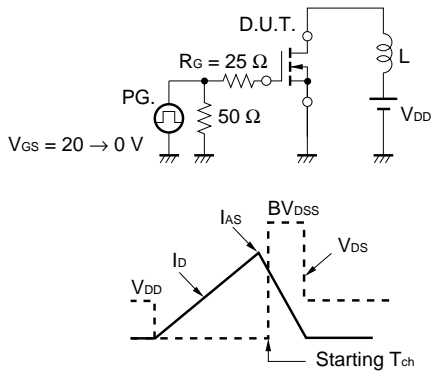 D.U.T.
RG = 25 Ω
L
PG.
50 Ω
VDD
VGS = 20 → 0 V
IAS
BVDSS
ID
VDS
VDD
Starting Tch